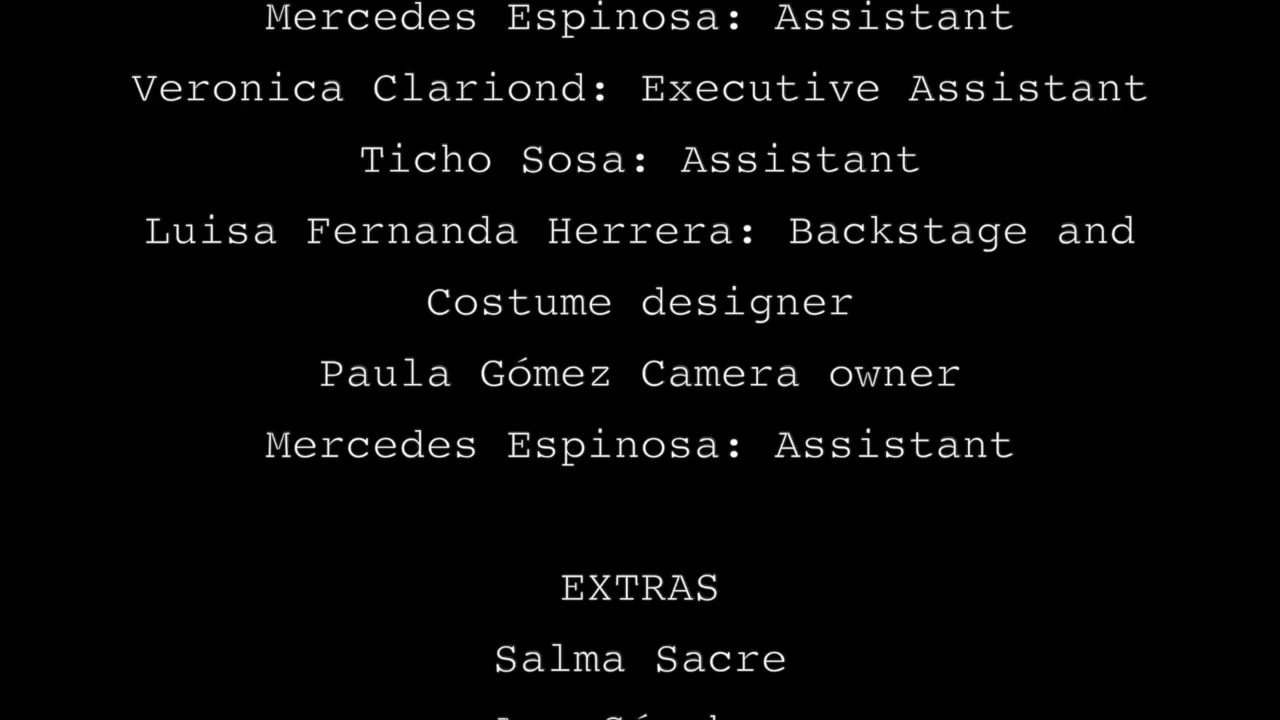 Mercedes Espinosa: Assistant
Veronica Clariond: Executive Assistant
Ticho Sosa: Assistant
Luisa Fernanda Herrera: Backstage and
Costume designer
Paula Gómez Camera owner
Mercedes Espinosa: Assistant
EXTRAS
Salma Sacre